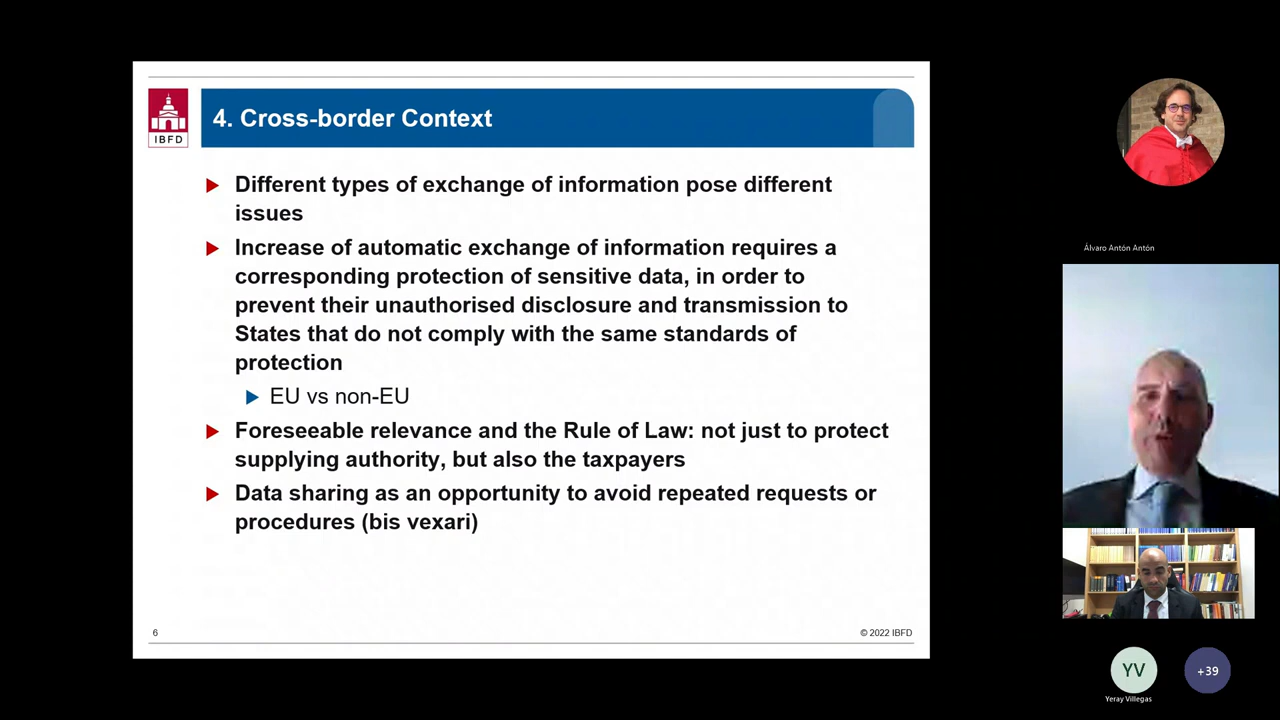 IBFD
4. Cross-border Context
Different types of exchange of information pose different
issues
Increase of automatic exchange of information requires a
corresponding protection of sensitive data, in order to
prevent their unauthorised disclosure and transmission to
States that do not comply with the same standards of
protection
EU vs non-EU
Foreseeable relevance and the Rule of Law: not just to protect
supplying authority, but also the taxpayers
Data sharing as an opportunity to avoid repeated requests or
procedures (bis vexari)
6
© 2022 IBFD
Álvaro Antón Antón
YV
+39
Yeray Villegas